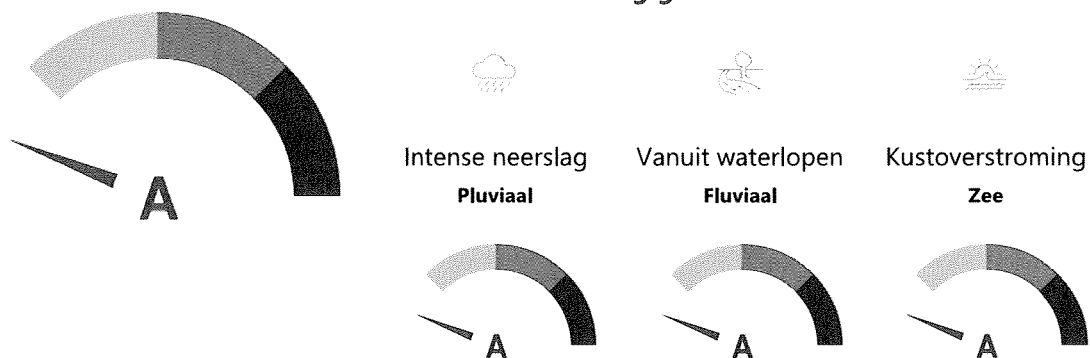 A
Intense neerslag
Pluviaal
A
Vanuit waterlopen
Fluviaal
A
Kustoverstroming
Zee
A